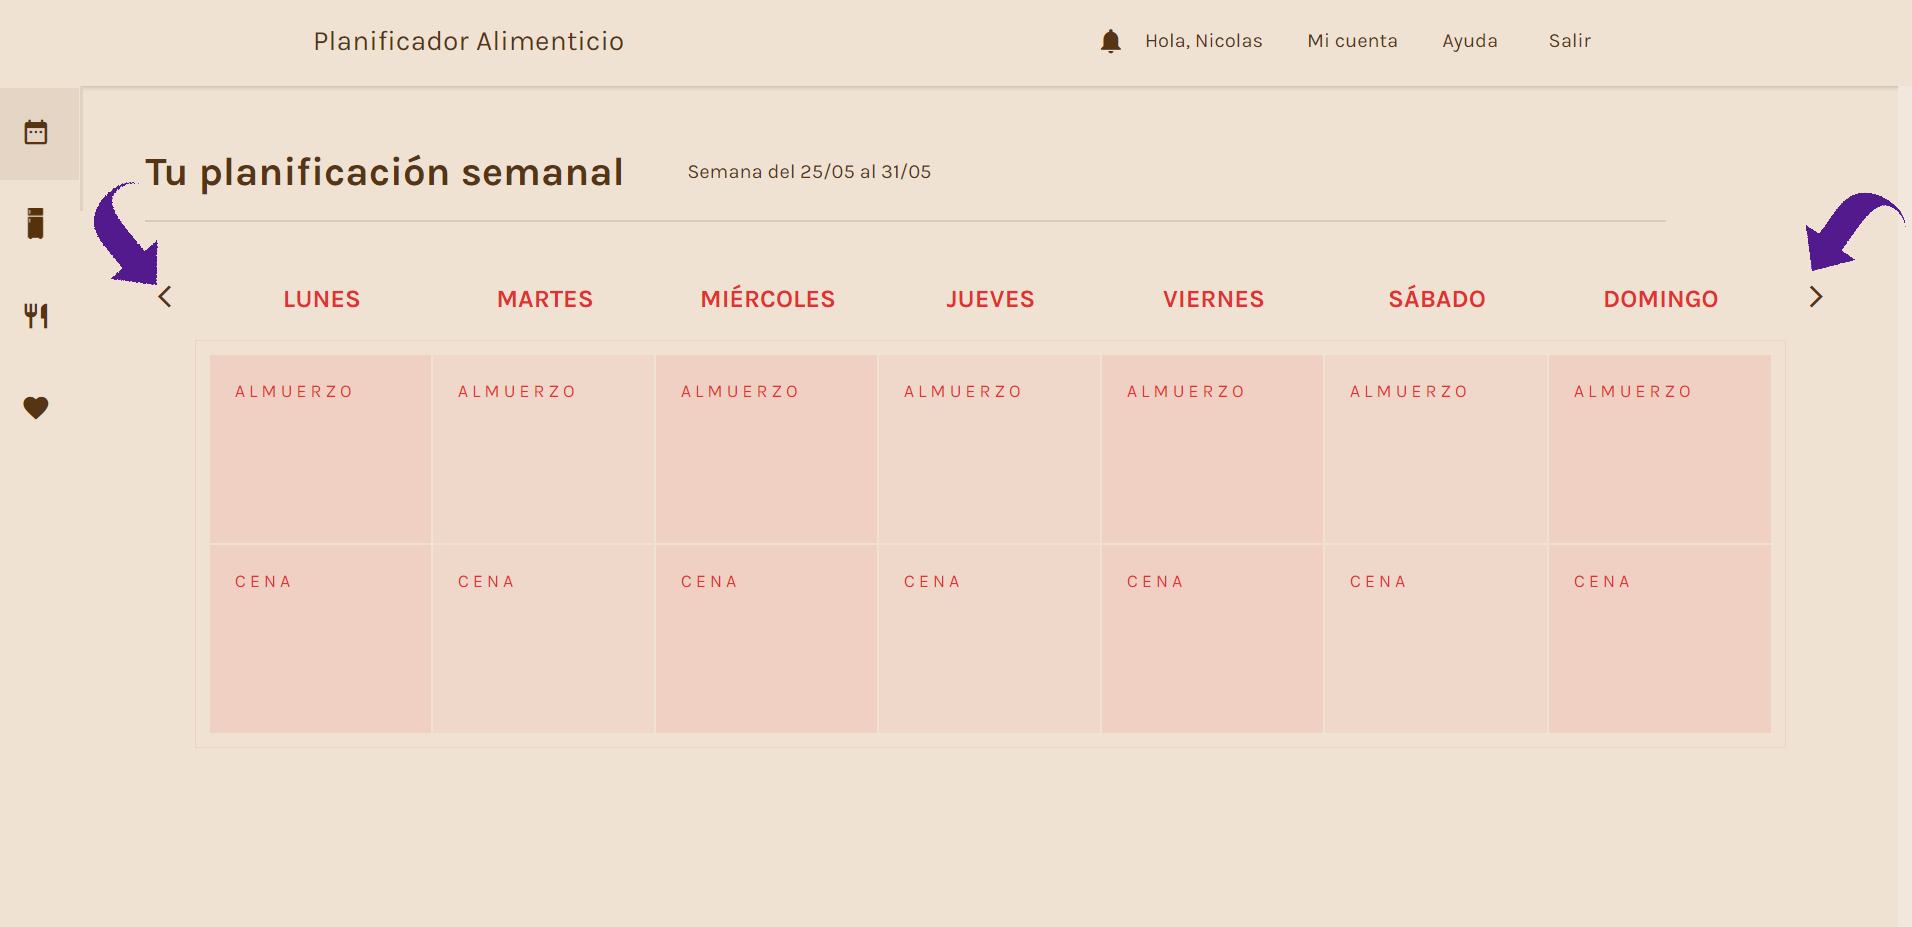 Planificador Alimenticio
Hola, Nicolas Mi cuenta Ayuda Salir
Tu planificación semanal Semana del 25/05 al 31/05
LUNES MARTES MIÉRCOLES JUEVES VIERNES SÁBADO DOMINGO
ALMUERZO ALMUERZO ALMUERZO ALMUERZO ALMUERZO ALMUERZO ALMUERZO
CENA CENA CENA CENA CENA CENA CENA